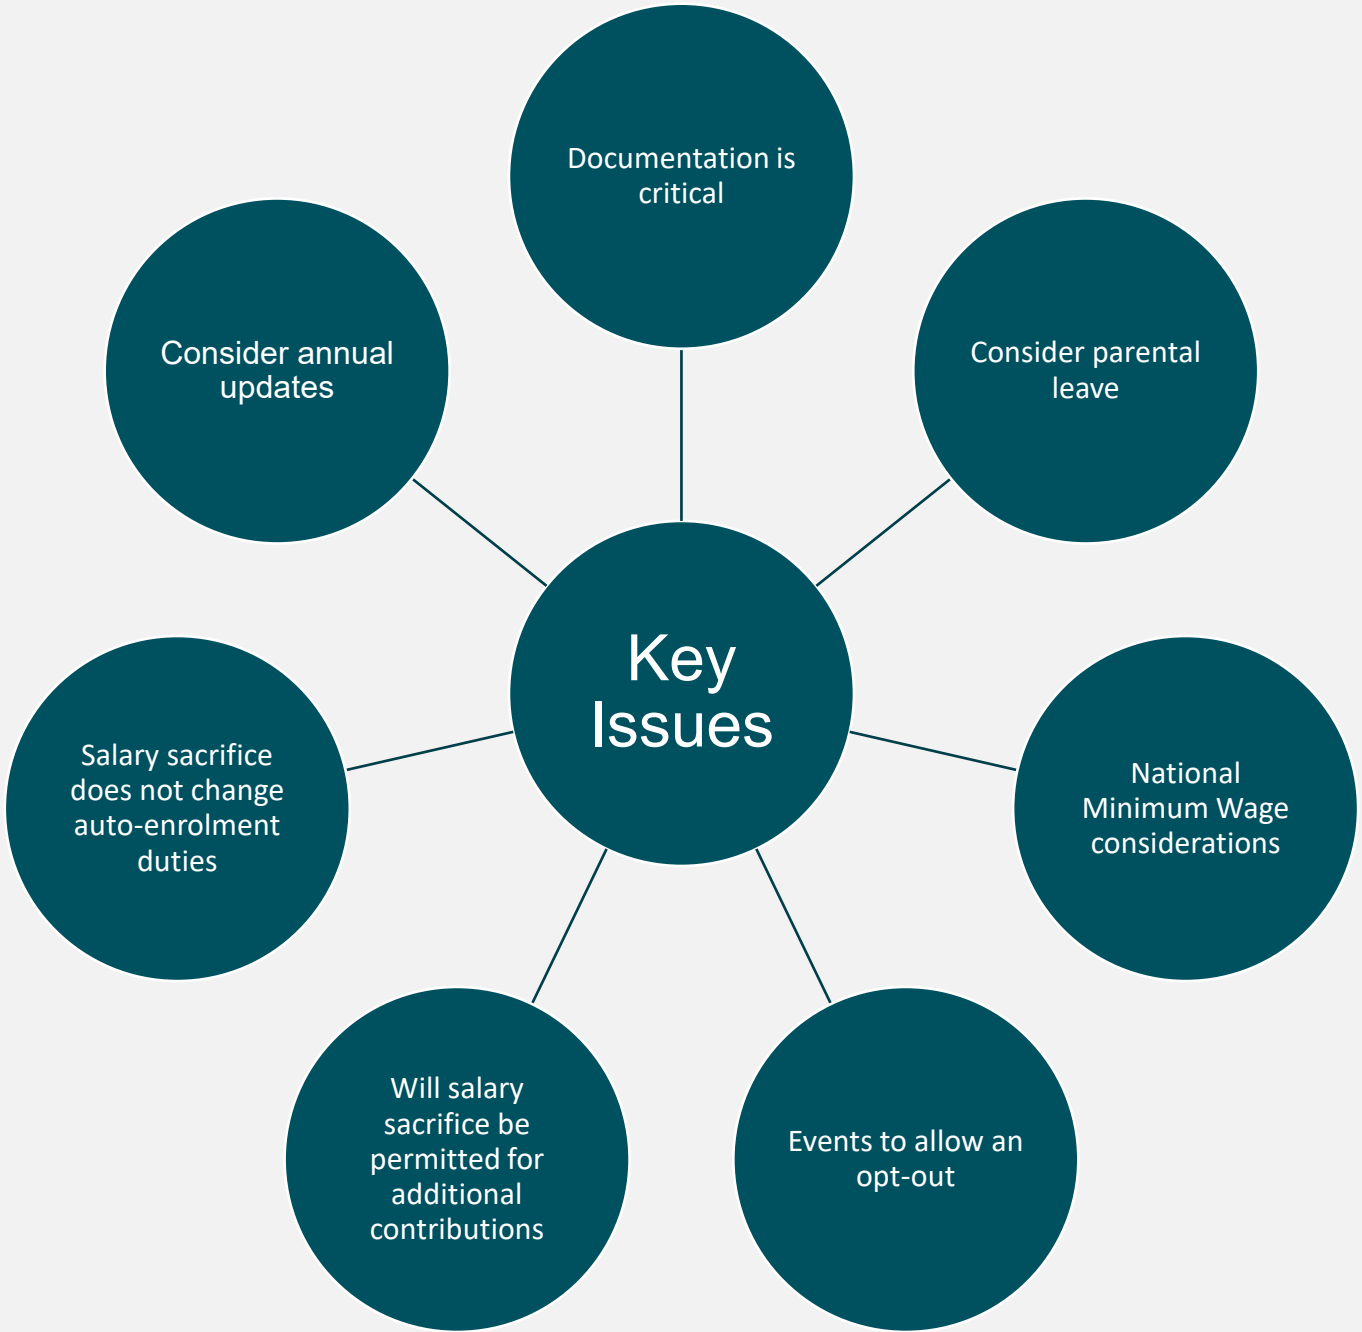 Documentation is
critical
Consider parental
leave
National
Minimum Wage
considerations
Events to allow an
opt-out
Will salary
sacrifice be
permitted for
additional
contributions
Salary sacrifice
does not change
auto-enrolment
duties
Consider annual
updates
Key
Issues